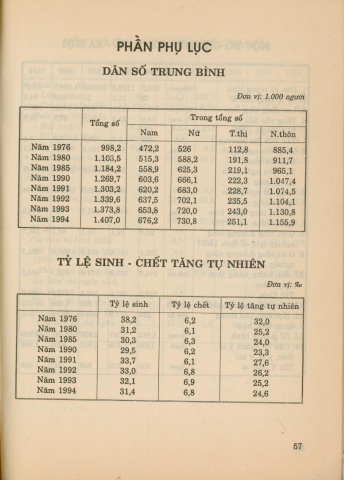 PHẦN PHỤ LỤC
DÂN SỐ TRUNG BÌNH
Đơn vị: 1.000 người
Tổng số Trong tổng số
Nam Nữ T.thị N.thôn
Năm 1976 998,2 472,2 526 112,8 885,4
Năm 1980 1.103,5 515,3 588,2 191,8 911,7
Năm 1985 1.184,2 558,9 625,3 219,1 965,1
Năm 1990 1.269,7 603,6 666,1 222,3 1.047,4
Năm 1991 1.303,2 620,2 683,0 228,7 1.074,5
Năm 1992 1.339,6 637,5 702,1 235,5 1.104,1
Năm 1993 1.373,8 653,8 720,0 243,0 1.130,8
Năm 1994 1.407,0 676,2 730,8 251,1 1.155,9
TỶ LỆ SINH - CHẾT TĂNG TỰ NHIÊN
Đơn vị: ‰
Tỷ lệ sinh Tỷ lệ chết Tỷ lệ tăng tự nhiên
Năm 1976 38,2 6,2 32,0
Năm 1980 31,2 6,1 25,2
Năm 1985 30,3 6,3 24,0
Năm 1990 29,5 6,2 23,3
Năm 1991 33,7 6,1 27,6
Năm 1992 33,0 6,8 26,2
Năm 1993 32,1 6,9 25,2
Năm 1994 31,4 6,8 24,6
57